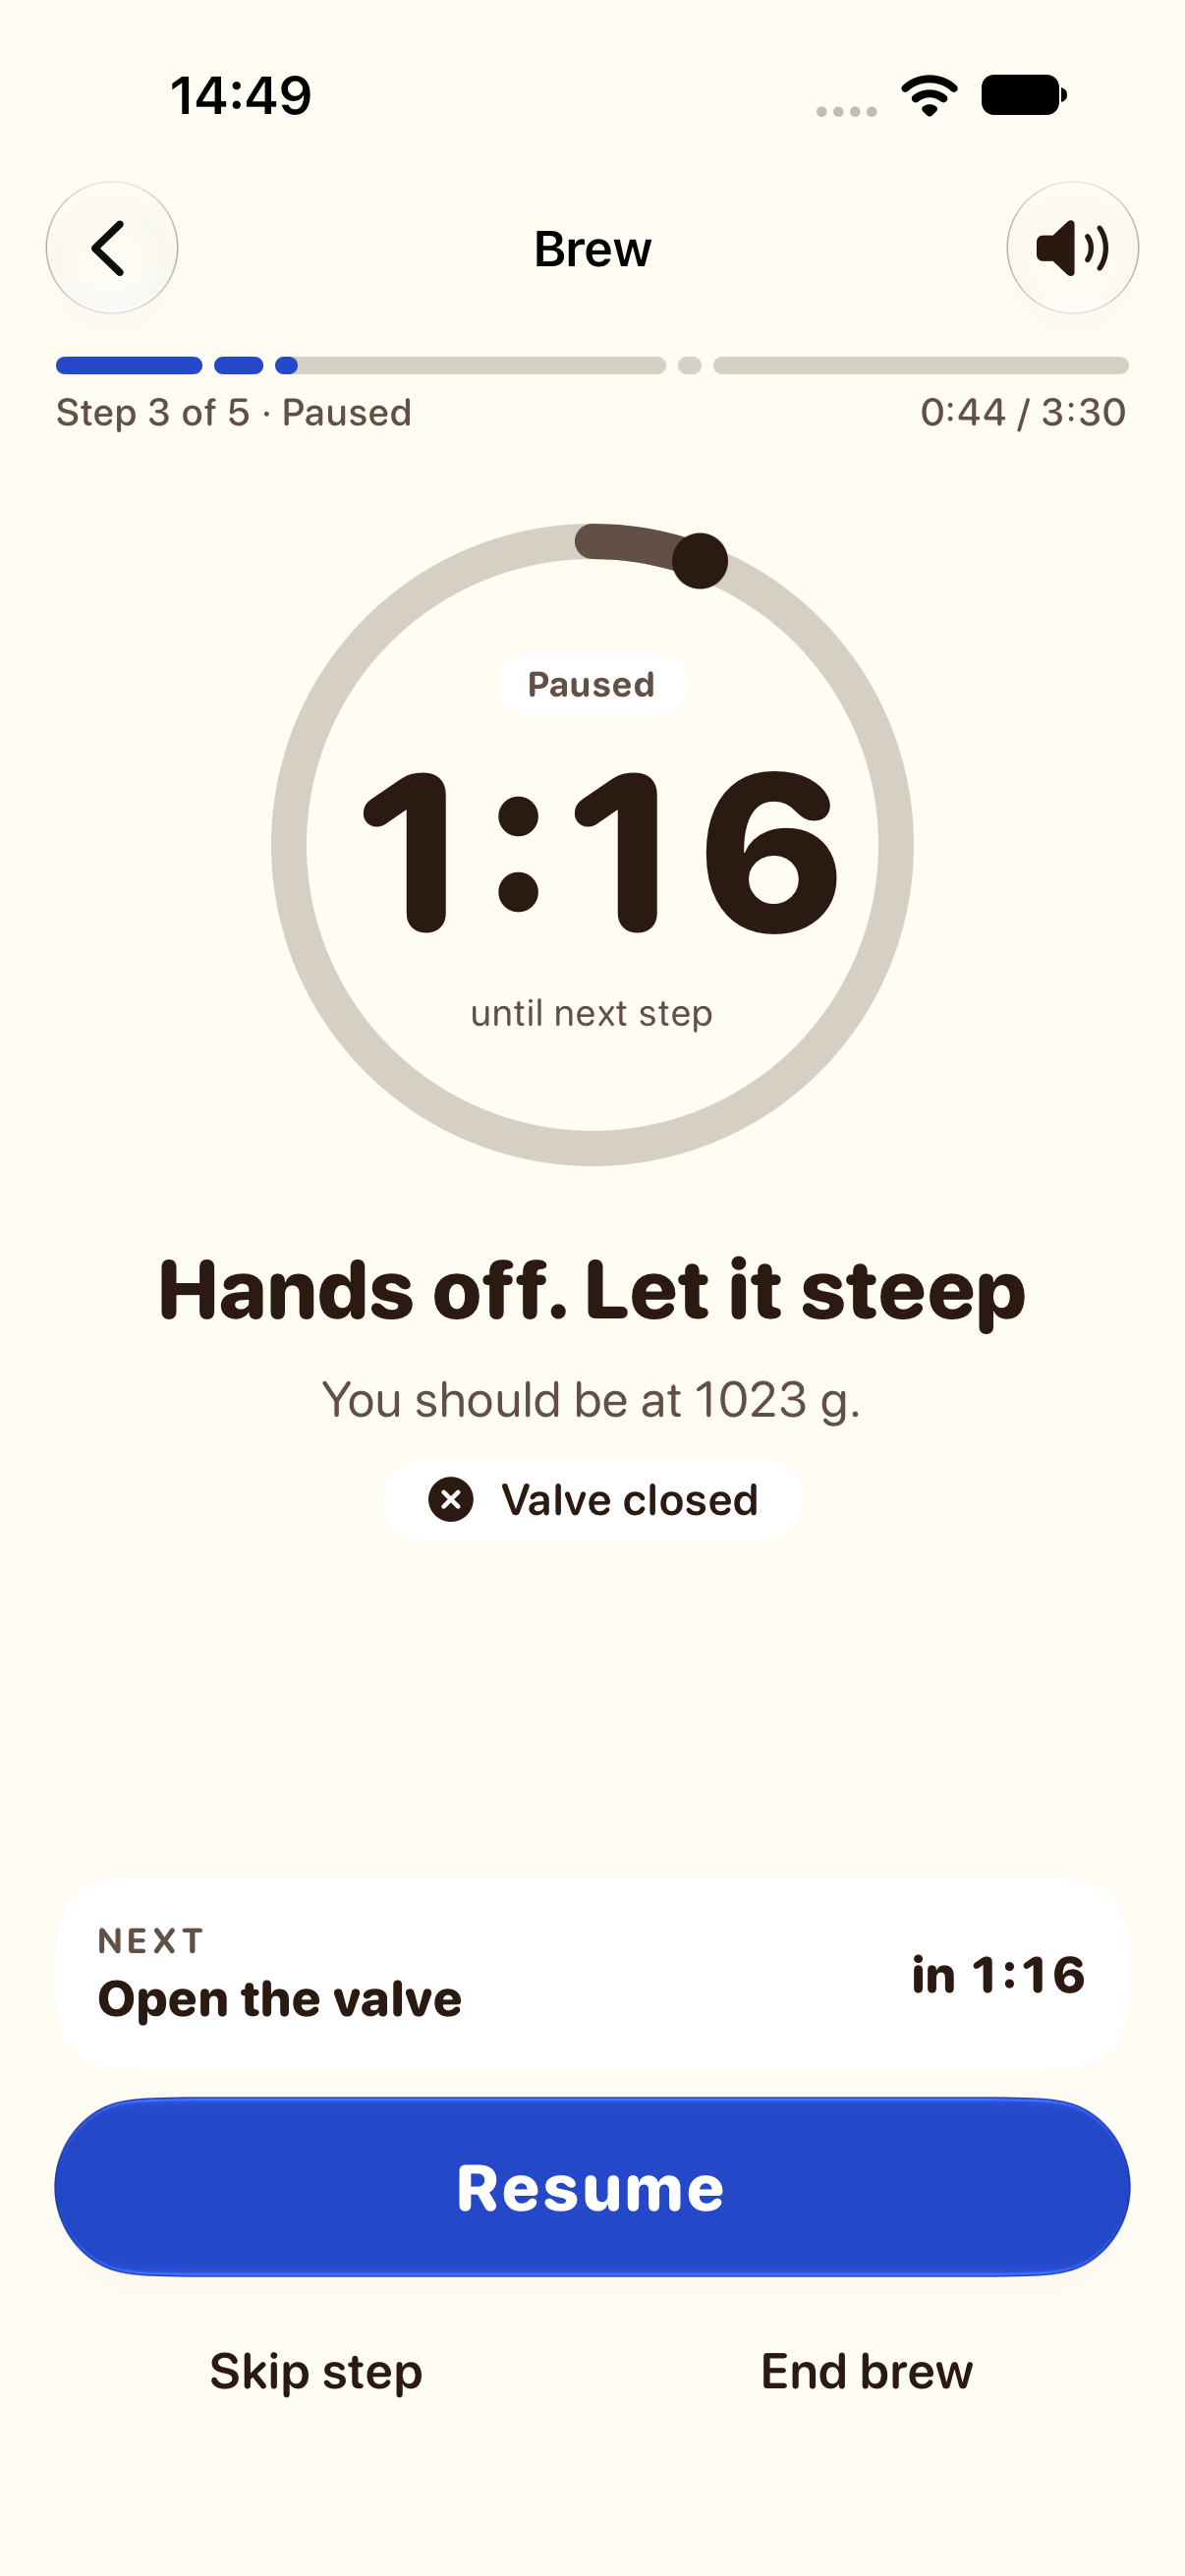 14:49
Brew
Step 3 of 5 · Paused
0:44 / 3:30
Paused
1:16
until next step
Hands off. Let it steep
You should be at 1023 g.
Valve closed
NEXT
Open the valve
in 1:16
Resume
Skip step
End brew